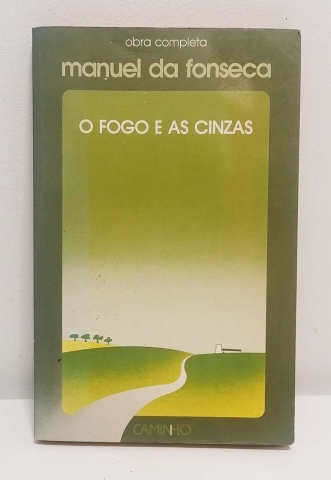 obra completa
manuel da fonseca
O FOGO E AS CINZAS
CAMINHO